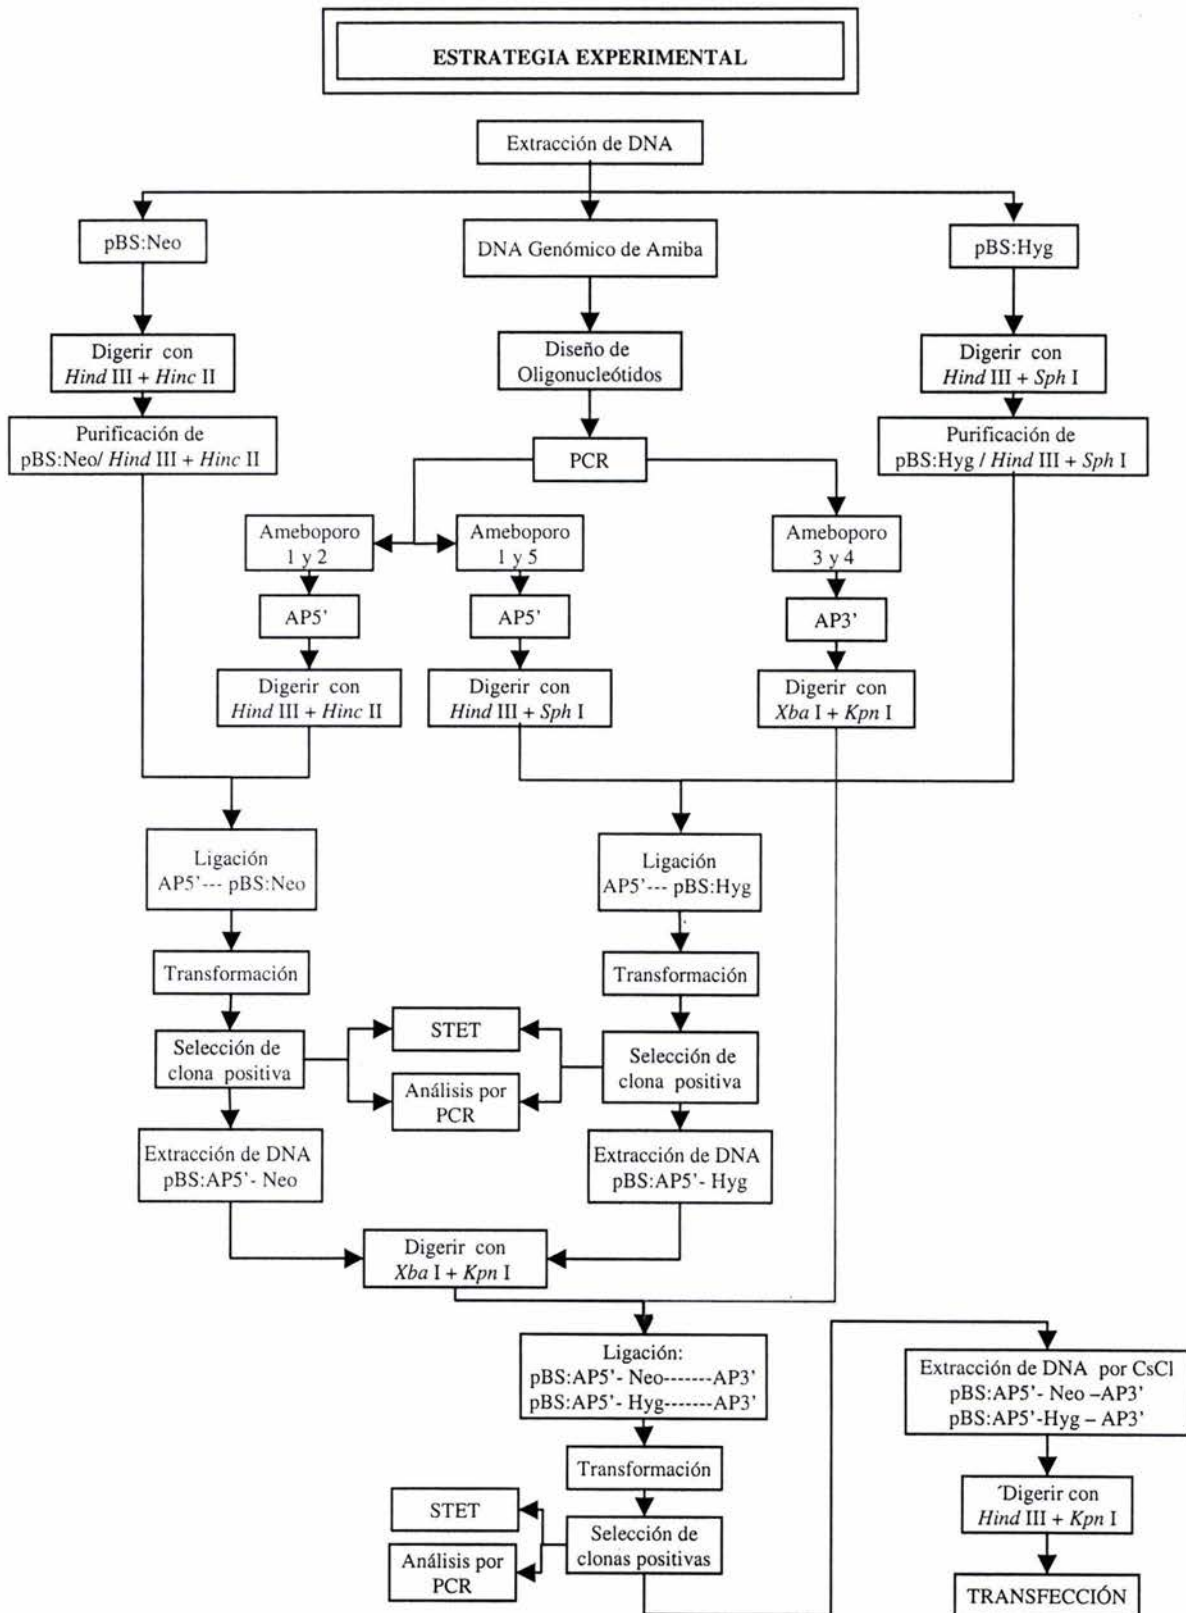 ESTRATEGIA EXPERIMENTAL
Extracción de DNA
pBS:Neo
DNA Genómico de Amiba
pBS:Hyg
Digerir con
Hind III + Hinc II
Diseño de
Oligonucleótidos
Digerir con
Hind III + Sph I
Purificación de
pBS:Neo/ Hind III + Hinc II
PCR
Purificación de
pBS:Hyg / Hind III + Sph I
Ameboporo
1 y 2
Ameboporo
1 y 5
Ameboporo
3 y 4
AP5'
AP5'
AP3'
Digerir con
Hind III + Hinc II
Digerir con
Hind III + Sph I
Digerir con
Xba I + Kpn I
Ligación
AP5'--- pBS:Neo
Ligación
AP5'--- pBS:Hyg
Transformación
Transformación
Selección de
clona positiva
STET
Análisis por
PCR
Selección de
clona positiva
Extracción de DNA
pBS:AP5'- Neo
Extracción de DNA
pBS:AP5'- Hyg
Digerir con
Xba I + Kpn I
Ligación:
pBS:AP5'- Neo-------AP3'
pBS:AP5'- Hyg-------AP3'
Transformación
Selección de
clonas positivas
STET
Análisis por
PCR
Extracción de DNA por CsCl
pBS:AP5'- Neo –AP3'
pBS:AP5'-Hyg – AP3'
'Digerir con
Hind III + Kpn I
TRANSFECCIÓN